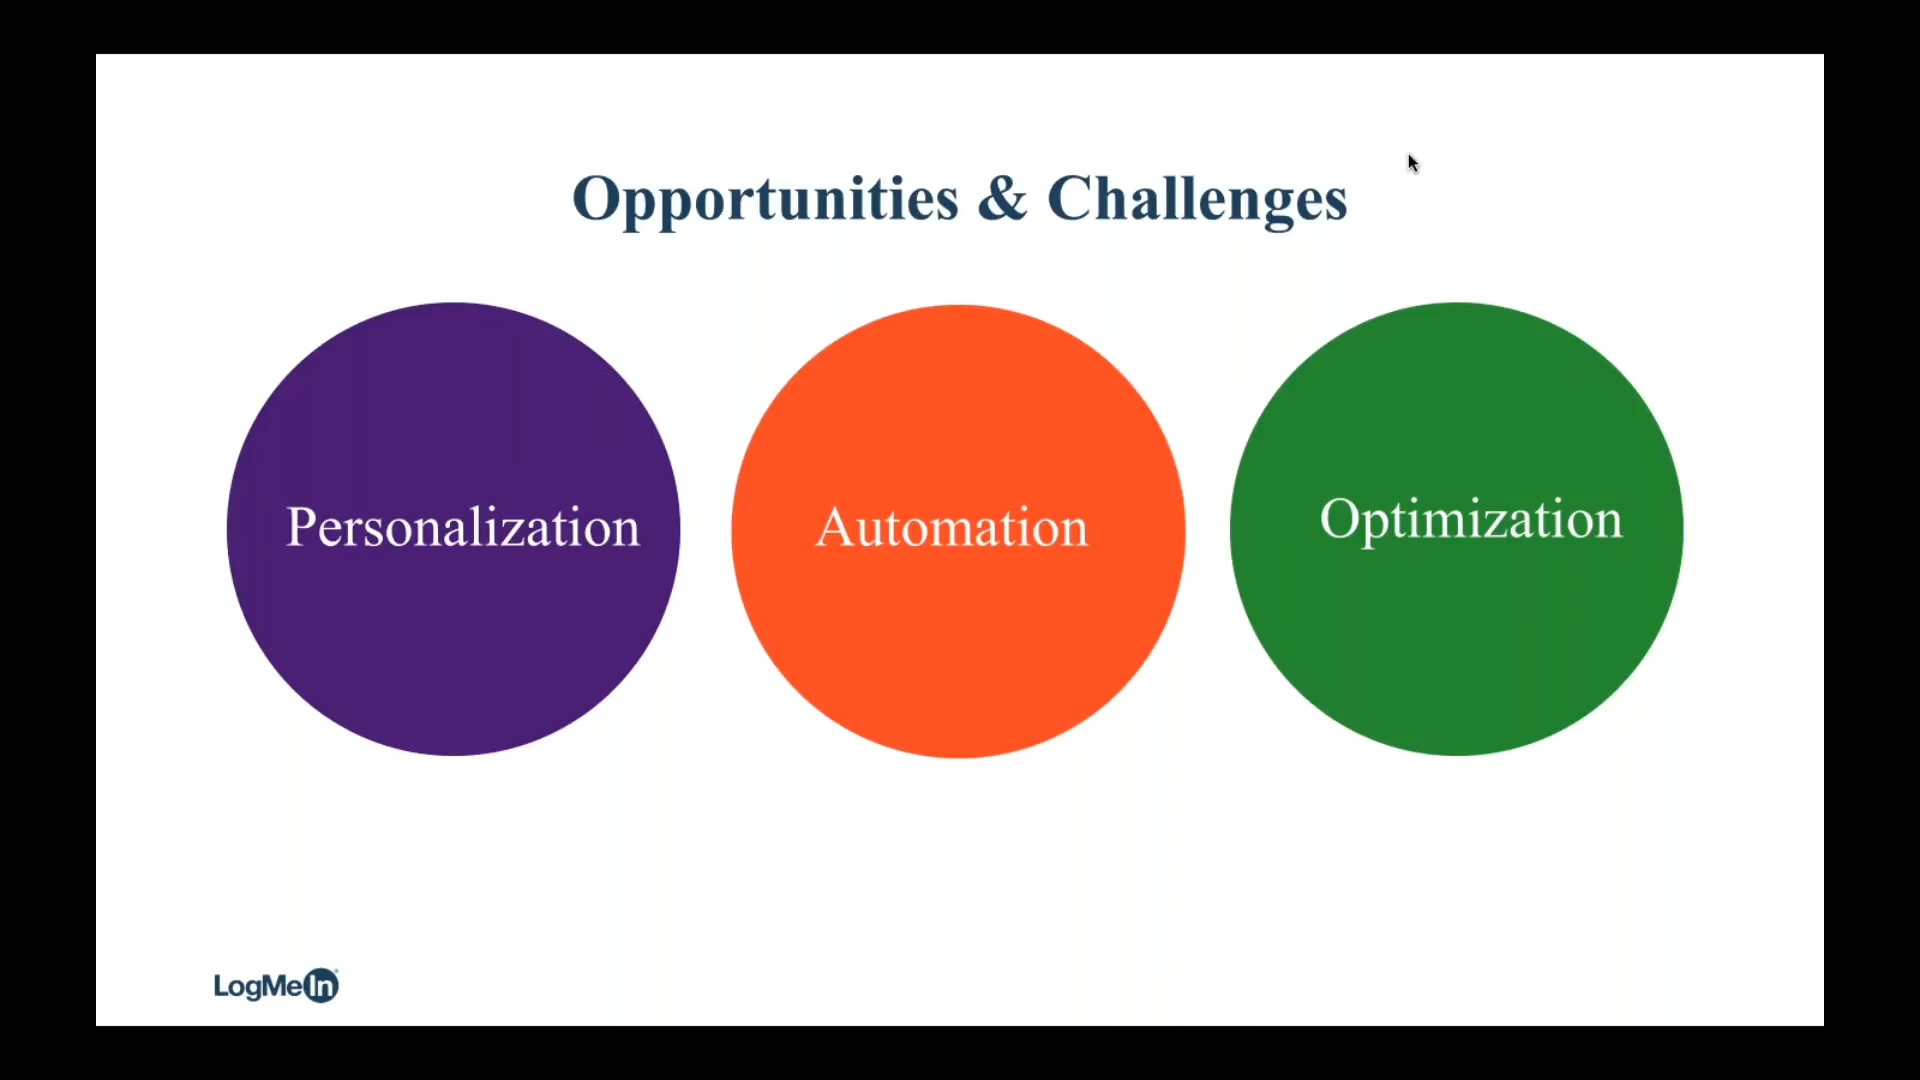 Opportunities & Challenges
Personalization
Automation
Optimization
LogMeIn